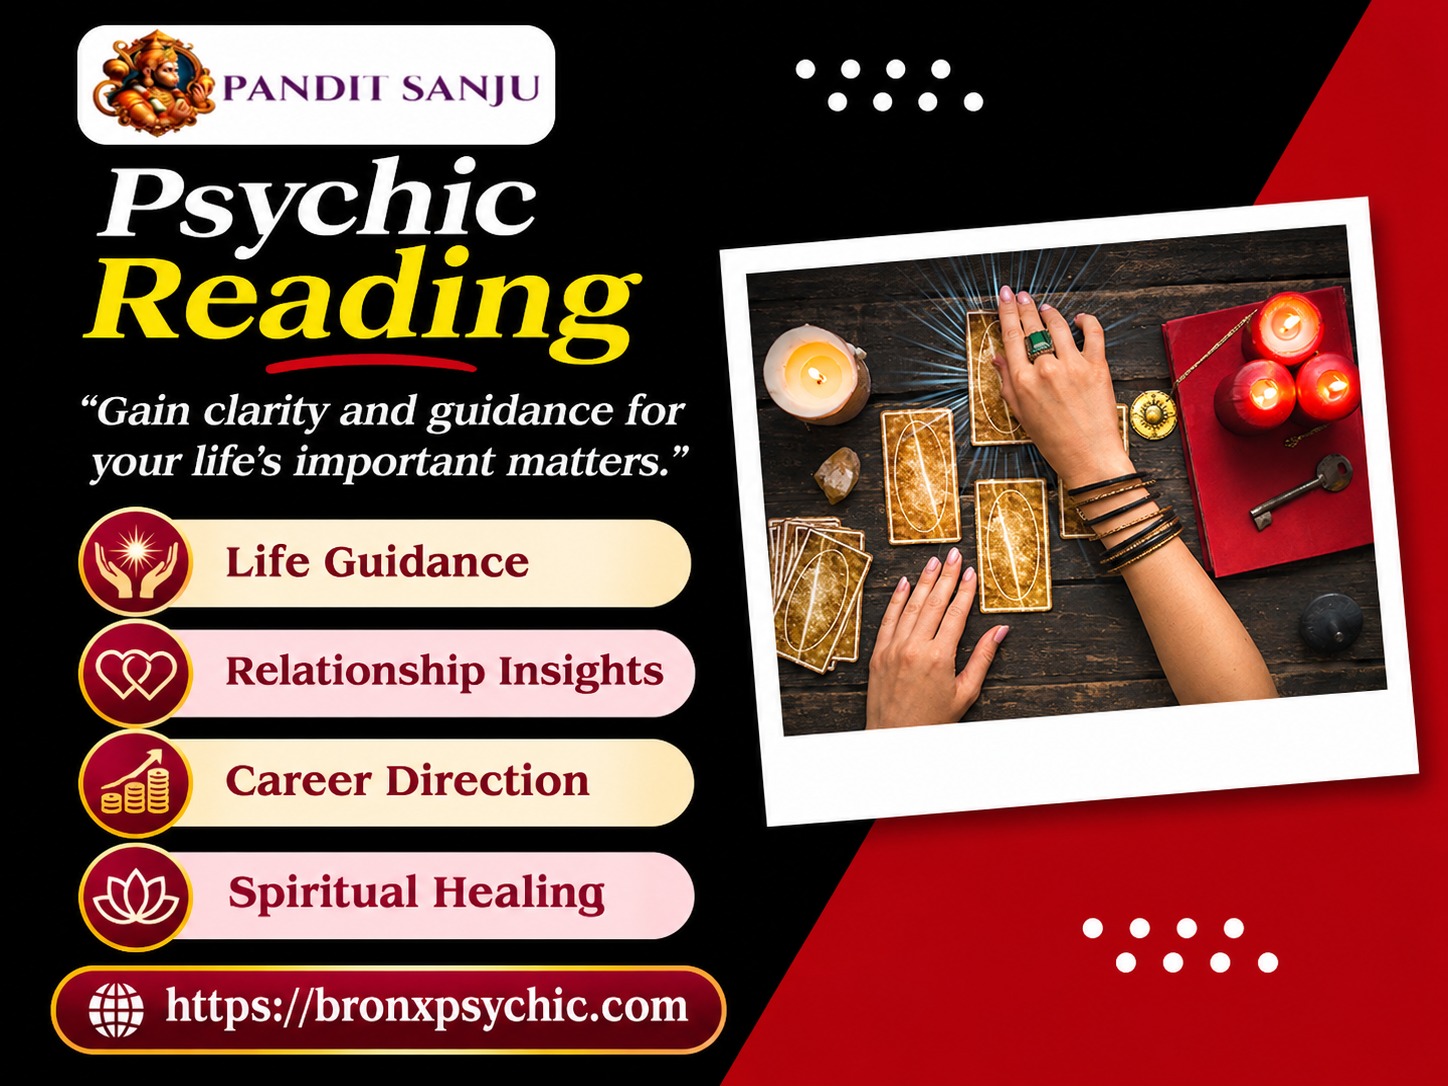 PANDIT SANJU
Psychic
Reading
“Gain clarity and guidance for
your life’s important matters.”
Life Guidance
Relationship Insights
Career Direction
Spiritual Healing
https://bronxpsychic.com